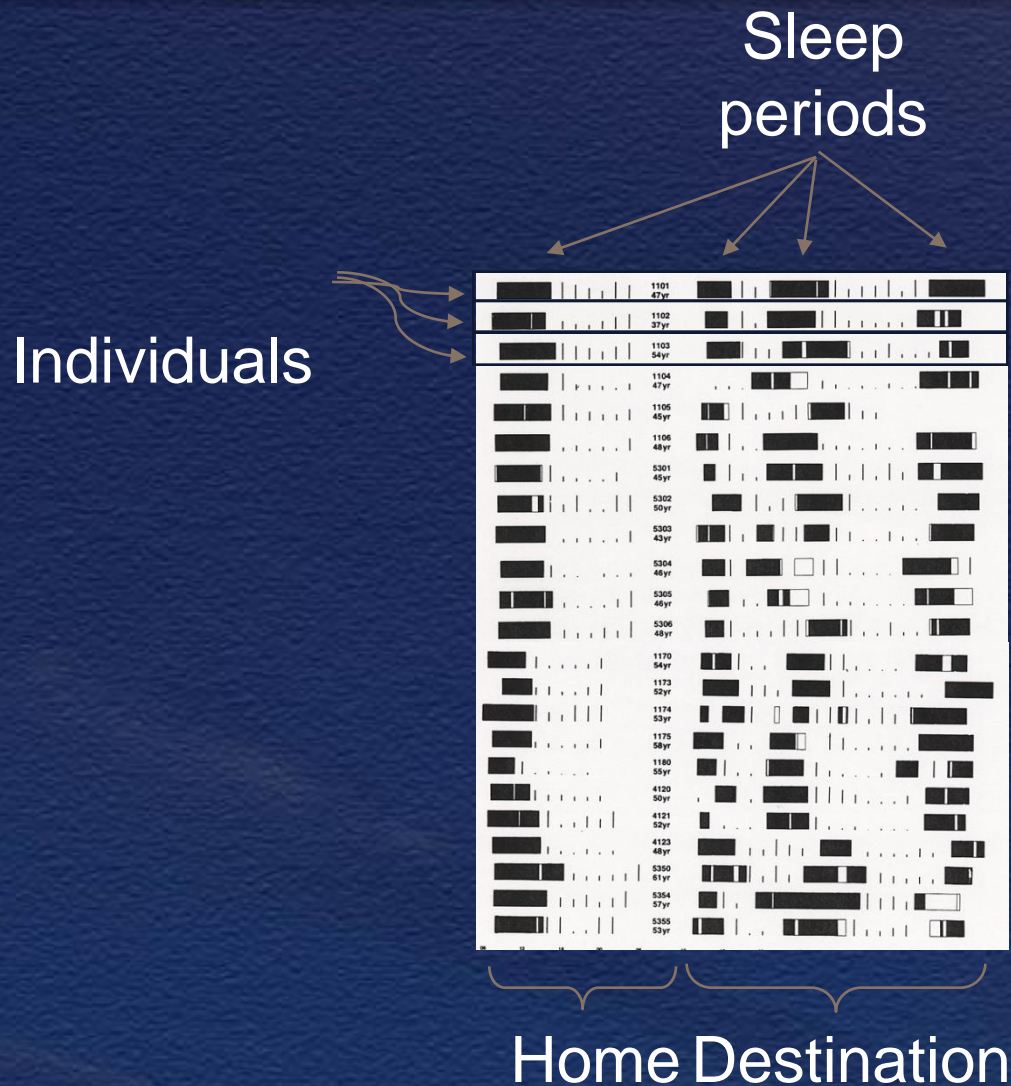 Sleep
periods
Individuals
1101
47yr
1102
37yr
1103
54yr
1104
47yr
1105
45yr
1106
48yr
5301
45yr
5302
50yr
5303
43yr
5304
46yr
5305
46yr
5306
48yr
1170
54yr
1173
52yr
1174
53yr
1175
58yr
1180
55yr
4120
50yr
4121
52yr
4123
48yr
5350
61yr
5354
57yr
5355
53yr
Home Destination